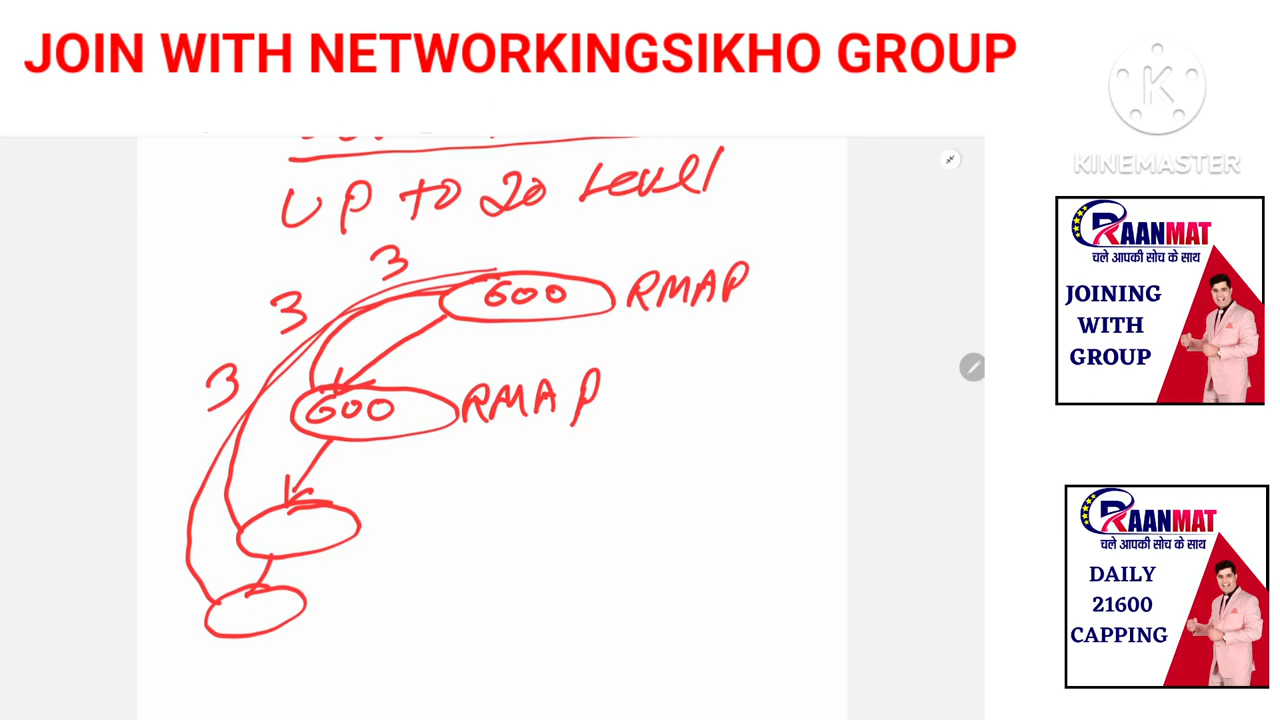 JOIN WITH NETWORKINGSIKHO GROUP
KINEMASTER
UP to 20 Level
3
600 RMAP
3
3
600 RMAP
RAANMAT
चले आपकी सोच के साथ
JOINING
WITH
GROUP
RAANMAT
चले आपकी सोच के साथ
DAILY
21600
CAPPING